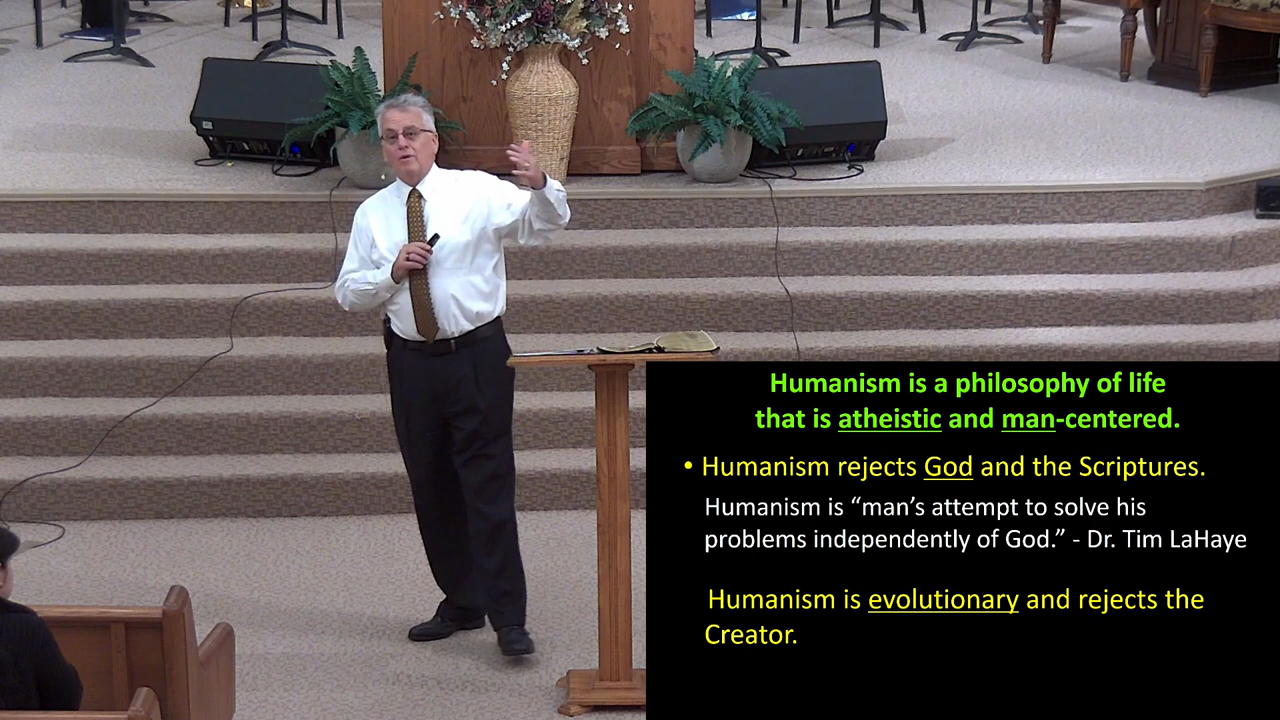 Humanism is a philosophy of life
that is atheistic and man-centered.
• Humanism rejects God and the Scriptures.
Humanism is “man’s attempt to solve his
problems independently of God.” - Dr. Tim LaHaye
Humanism is evolutionary and rejects the
Creator.